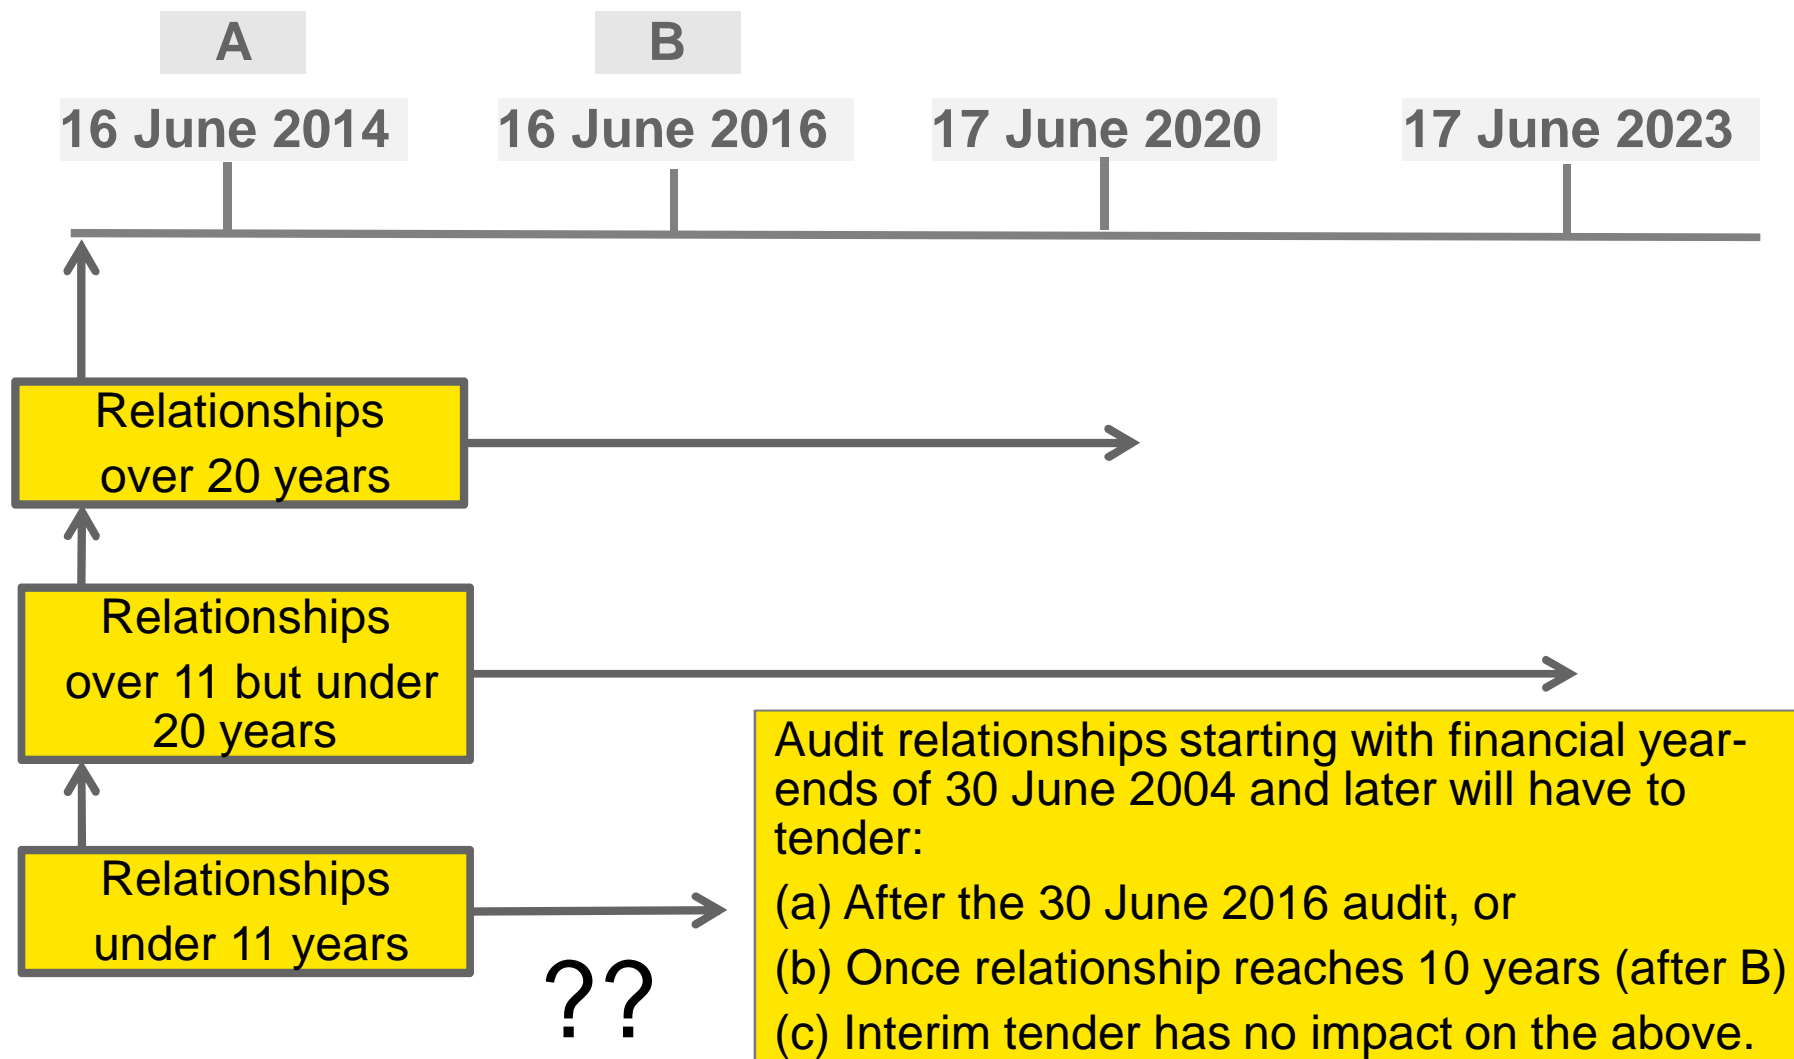 A
B
16 June 2014
16 June 2016
17 June 2020
17 June 2023
Relationships
over 20 years
Relationships
over 11 but under
20 years
Relationships
under 11 years
??
Audit relationships starting with financial year-
ends of 30 June 2004 and later will have to
tender:
(a) After the 30 June 2016 audit, or
(b) Once relationship reaches 10 years (after B)
(c) Interim tender has no impact on the above.